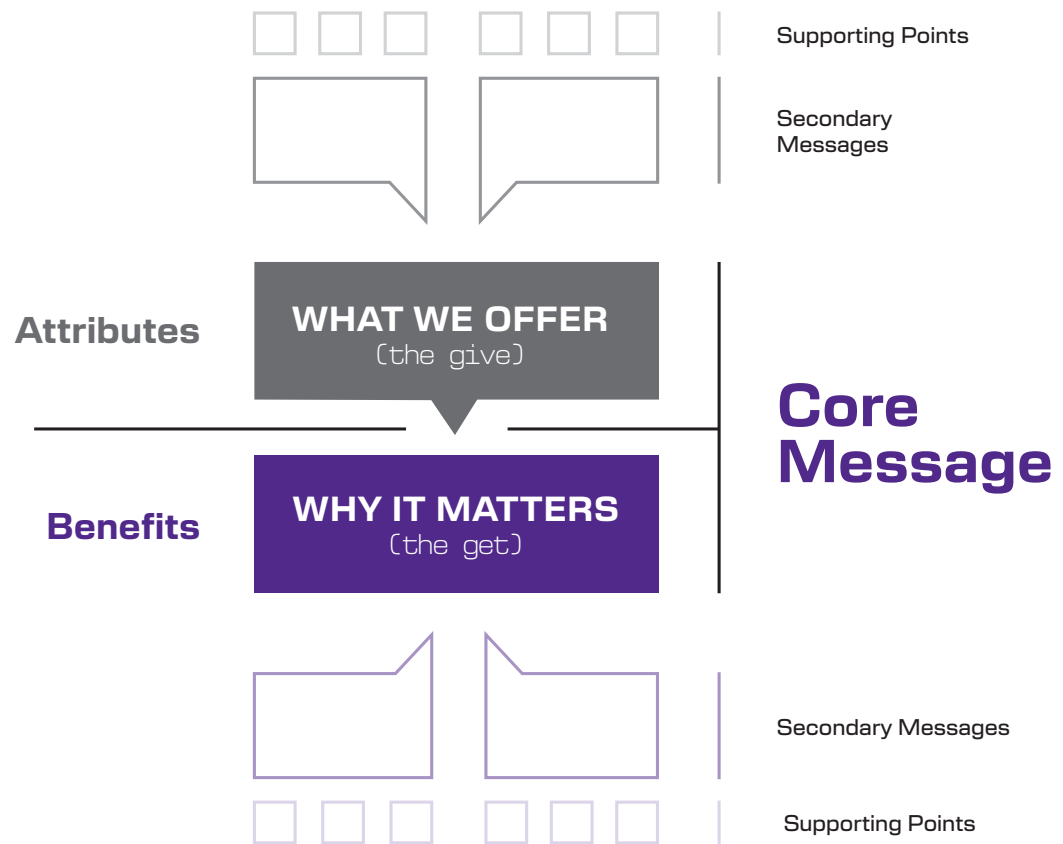 Supporting Points
Secondary
Messages
Attributes
WHAT WE OFFER
(the give)
Core
Message
Benefits
WHY IT MATTERS
(the get)
Secondary Messages
Supporting Points